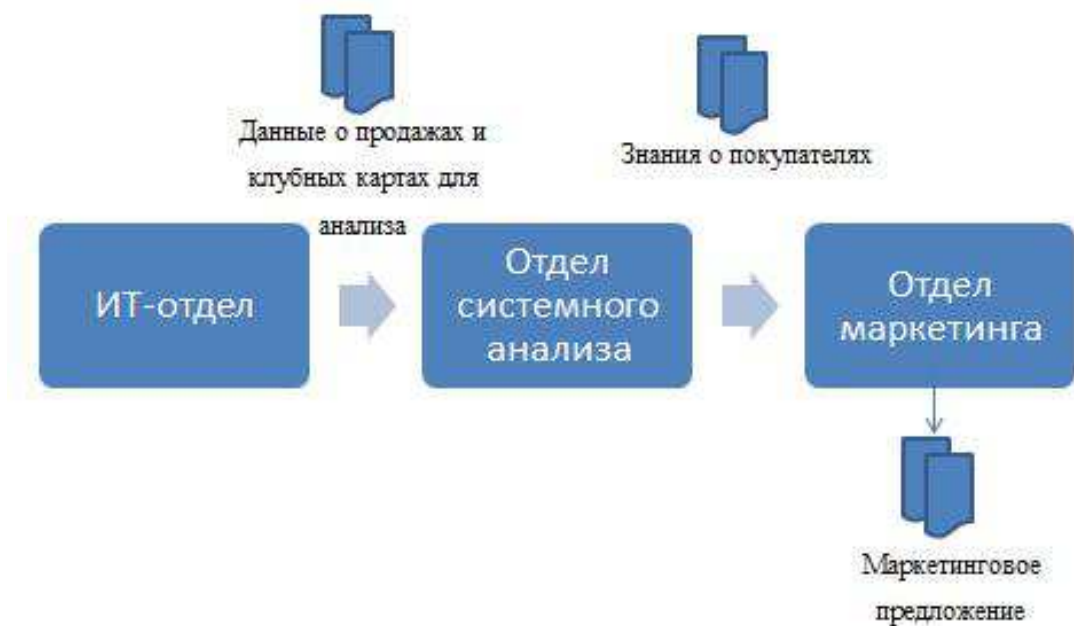 Данные о продажах и
клубных картах для
анализа
Знания о покупателях
ИТ-отдел
Отдел
системного
анализа
Отдел
маркетинга
Маркетинговое
предложение